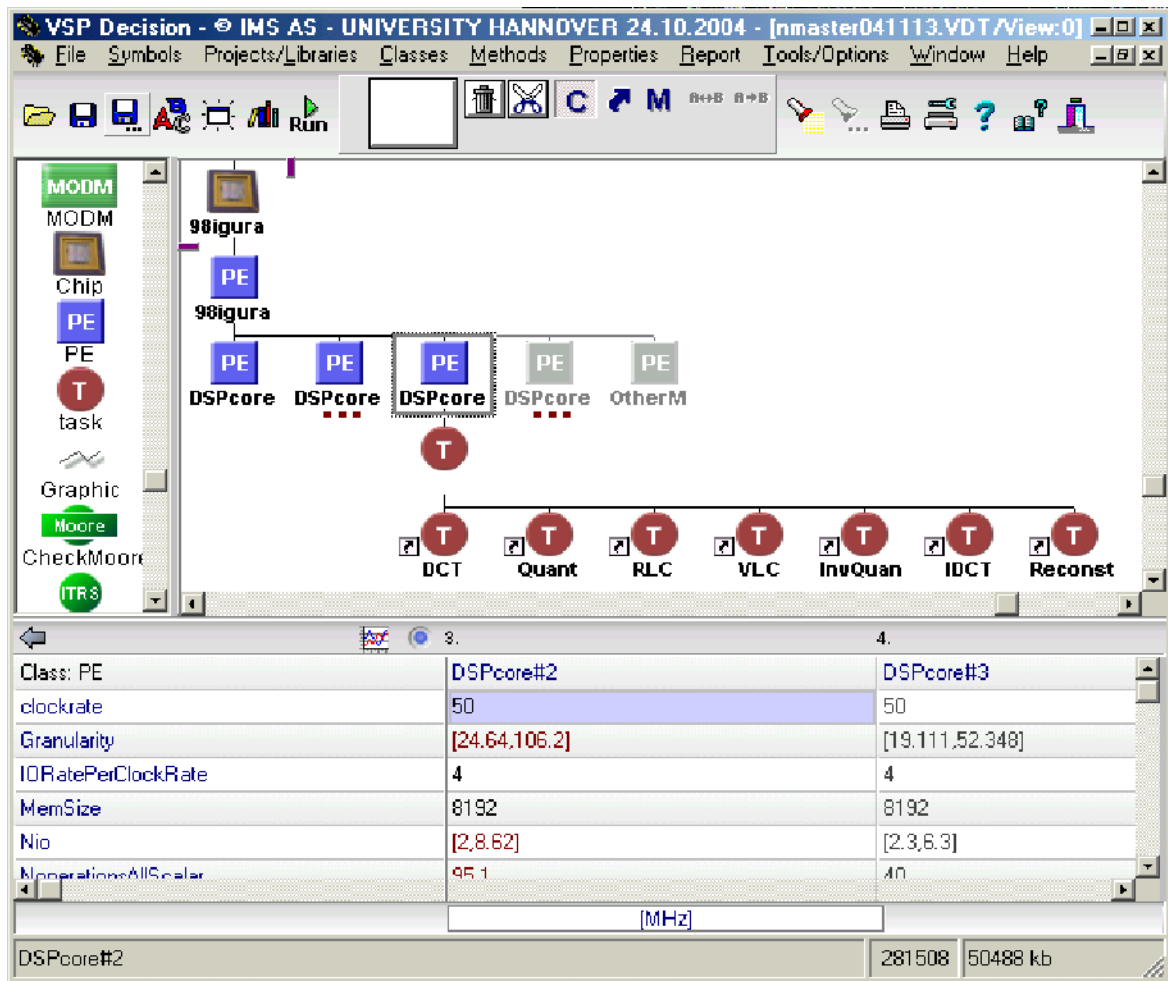 VSP Decision - © IMS AS - UNIVERSITY HANNOVER 24.10.2004 - [nmaster041113.VDT/View:0]
File Symbols Projects/Libraries Classes Methods Properties Report Tools/Options Window Help
Run C M A↔B A→B ? ?
MODM
MODM
Chip
PE
PE
T
task
Graphic
Moore
CheckMoore
ITRS
98igura
PE
98igura
PE PE PE PE PE
DSPcore DSPcore DSPcore DSPcore OtherM
T
T T T T T T T
DCT Quant RLC VLC InvQuan IDCT Reconst
3. 4.
Class: PE DSPcore#2 DSPcore#3
clockrate 50 50
Granularity [24.64,106.2] [19.111,52.348]
IORatePerClockRate 4 4
MemSize 8192 8192
Nio [2,8.62] [2.3,6.3]
NoperationsAllScalar 95.1 40
[MHz]
DSPcore#2 281508 50488 kb